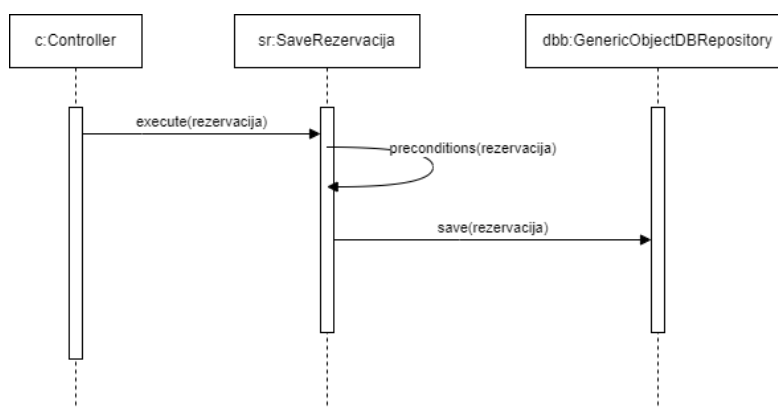 c:Controller
sr:SaveRezervacija
dbb:GenericObjectDBRepository
execute(rezervacija)
preconditions(rezervacija)
save(rezervacija)